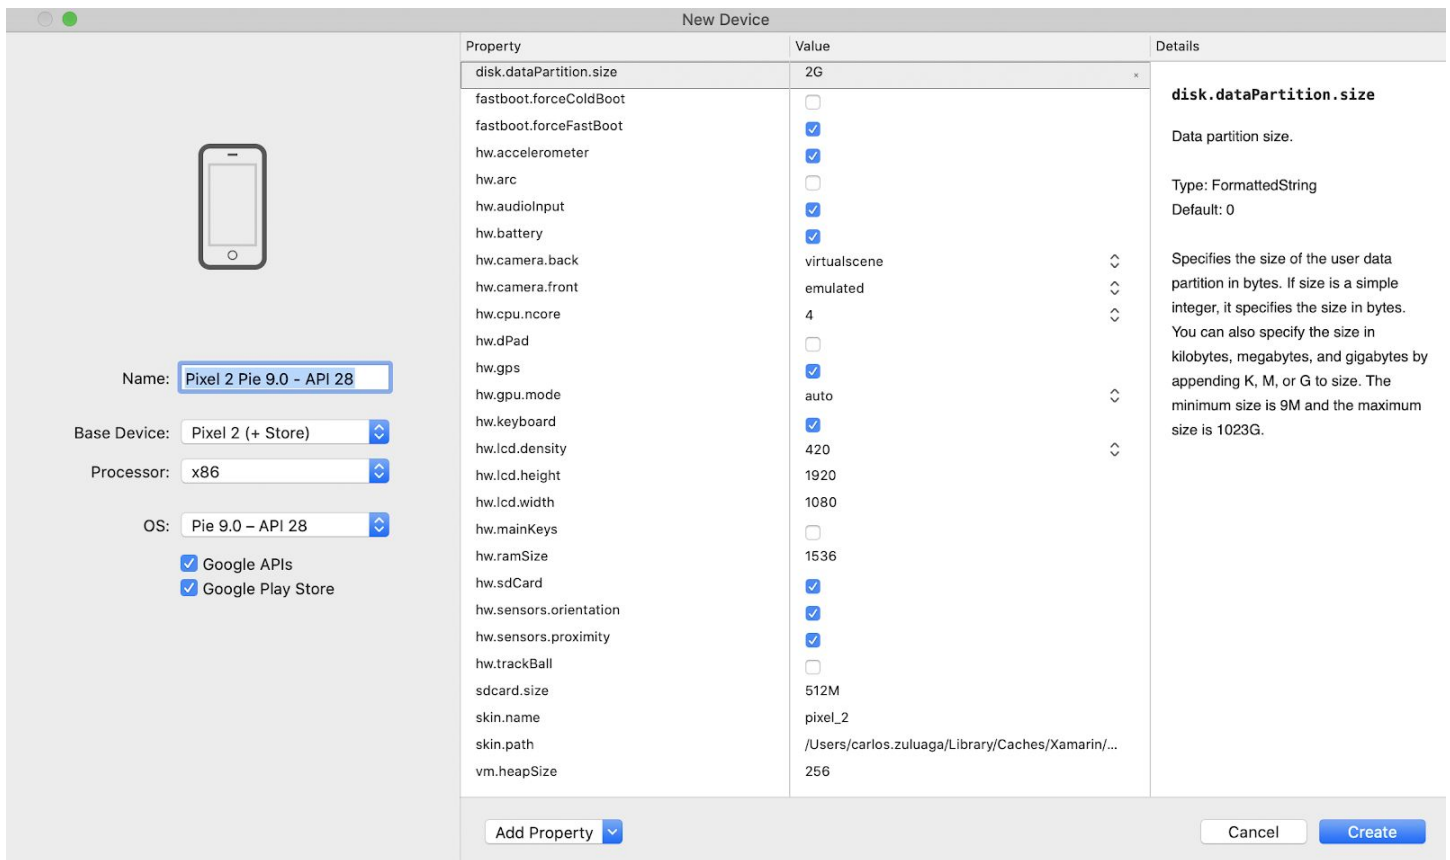 New Device
Name: Pixel 2 Pie 9.0 - API 28
Base Device: Pixel 2 (+ Store)
Processor: x86
OS: Pie 9.0 – API 28
Google APIs
Google Play Store
Property Value
disk.dataPartition.size 2G
fastboot.forceColdBoot
fastboot.forceFastBoot
hw.accelerometer
hw.arc
hw.audioInput
hw.battery
hw.camera.back virtualscene
hw.camera.front emulated
hw.cpu.ncore 4
hw.dPad
hw.gps
hw.gpu.mode auto
hw.keyboard
hw.lcd.density 420
hw.lcd.height 1920
hw.lcd.width 1080
hw.mainKeys
hw.ramSize 1536
hw.sdCard
hw.sensors.orientation
hw.sensors.proximity
hw.trackBall
sdcard.size 512M
skin.name pixel_2
skin.path /Users/carlos.zuluaga/Library/Caches/Xamarin/...
vm.heapSize 256
Details
disk.dataPartition.size
Data partition size.
Type: FormattedString
Default: 0
Specifies the size of the user data
partition in bytes. If size is a simple
integer, it specifies the size in bytes.
You can also specify the size in
kilobytes, megabytes, and gigabytes by
appending K, M, or G to size. The
minimum size is 9M and the maximum
size is 1023G.
Add Property
Cancel
Create